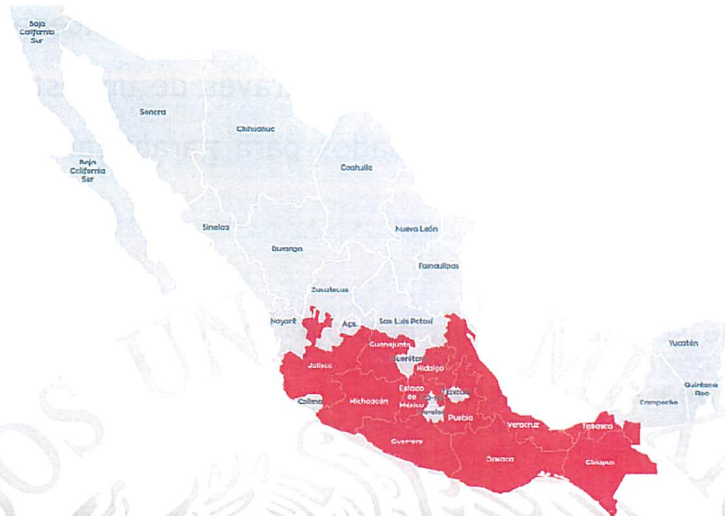 Baja
California
Sur
Sonora
Chihuahua
Coahuila
Baja
California
Sur
Sinaloa
Durango
Nuevo León
Tamaulipas
Zacatecas
Nayarit
Ags.
San Luis Potosí
Guanajuato
Querétaro
Hidalgo
Jalisco
Colima
Michoacán
Estado
de
México
Morelos
Puebla
Veracruz
Tabasco
Guerrero
Oaxaca
Chiapas
Yucatán
Quintana
Roo
Campeche
para